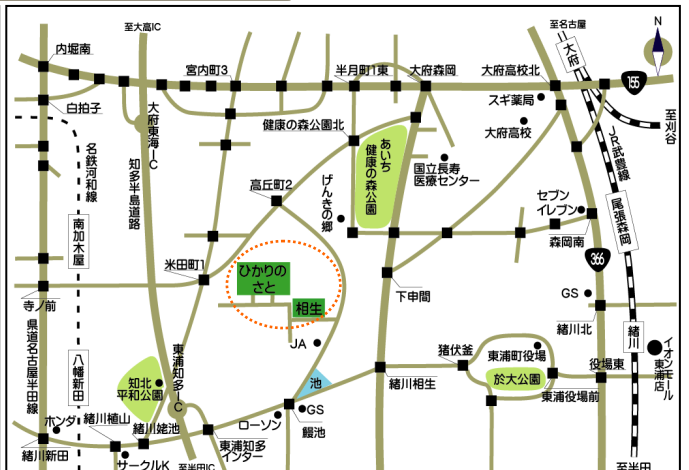 至大高IC
至名古屋
N
内堀南
宮内町3
半月町1東
大府森岡
大府高校北
大府
155
至刈谷
白拍子
大府東海IC
スギ薬局
大府高校
健康の森公園北
あいち
健康の森公園
国立長寿
医療センター
JR武豊線
名鉄河和線
知多半島道路
高丘町2
げんきの郷
セブン
イレブン
森岡南
尾張森岡
南加木屋
米田町1
ひかりの
さと
相生
下申間
366
GS
緒川北
寺ノ前
緒川
県道名古屋半田線
八幡新田
東浦知多IC
JA
池
猪伏釜
東浦町役場
役場東
イオンモール
東浦店
知北
平和公園
緒川相生
於大公園
東浦役場前
ホンダ
緒川植山
緒川姥池
ローソン
GS
鰻池
緒川新田
サークルK
至半田IC
東浦知多
インター
至半田